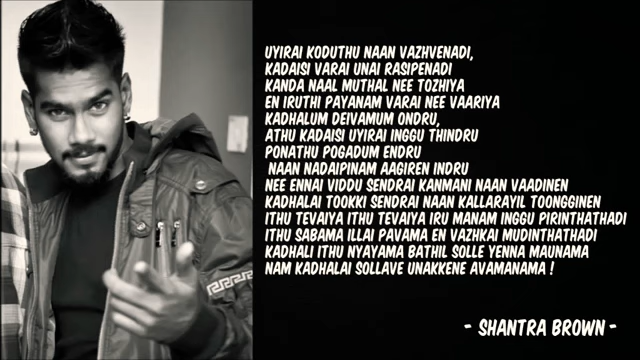 UYIRAI KODUTHU NAAN VAZHVENADI,
KADAISI VARAI UNAI RASIPENADI
KANDA NAAL MUTHAL NEE TOZHIYA
EN IRUTHI PAYANAM VARAI NEE VAARIYA
KADHALUM DEIVAMUM ONDRU,
ATHU KADAISI UYIRAI INGGU THINDRU
PONATHU POGADUM ENDRU
NAAN NADAIPINAM AAGIREN INDRU
NEE ENNAI VIDDU SENDRAI KANMANI NAAN VAADINEN
KADHALAI TOOKKI SENDRAI NAAN KALLARAYIL TOONGGINEN
ITHU TEVAIYA ITHU TEVAIYA IRU MANAM INGGU PIRINTHATHADI
ITHU SABAMA ILLAI PAVAMA EN VAZHKAI MUDINTHATHADI
KADHALI ITHU NYAYAMA BATHIL SOLLE YENNA MAUNAMA
NAM KADHALAI SOLLAVE UNAKKENE AVAMANAMA !
- SHANTRA BROWN -